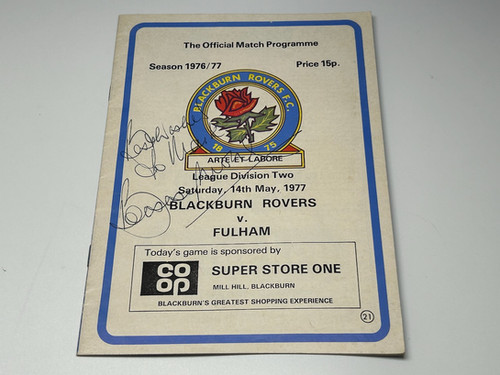 The Official Match Programme
Season 1976/77 Price 15p.
BLACKBURN ROVERS F.C.
18 75
ARTE ET LABORE
League Division Two
Saturday, 14th May, 1977
BLACKBURN ROVERS
v.
FULHAM
Today's game is sponsored by
CO OP
SUPER STORE ONE
MILL HILL. BLACKBURN
BLACKBURN'S GREATEST SHOPPING EXPERIENCE
21